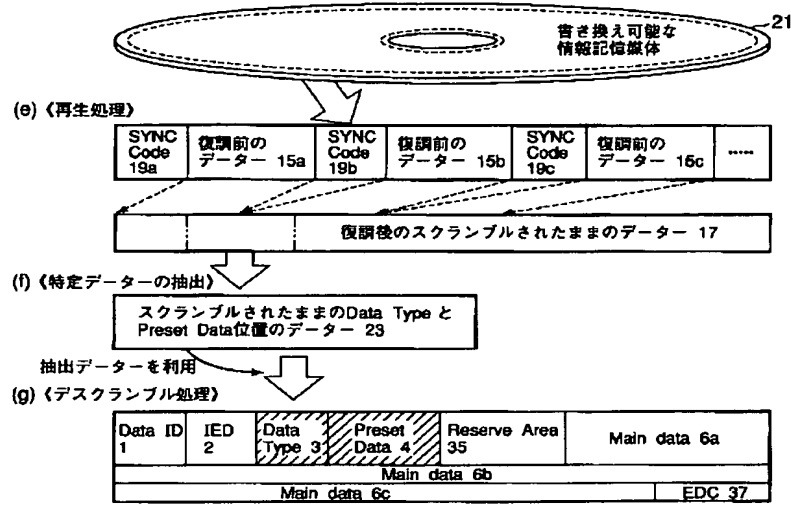 書き換え可能な
情報記憶媒体
21
(e)《再生処理》
SYNC Code 19a
復調前のデーター 15a
SYNC Code 19b
復調前のデーター 15b
SYNC Code 19c
復調前のデーター 15c
.....
復調後のスクランブルされたままのデーター 17
(f)《特定データーの抽出》
スクランブルされたままのData Type と
Preset Data位置のデーター 23
抽出データーを利用
(g)《デスクランブル処理》
Data ID 1
IED 2
Data Type 3
Preset Data 4
Reserve Area 35
Main data 6a
Main data 6b
Main data 6c
EDC 37